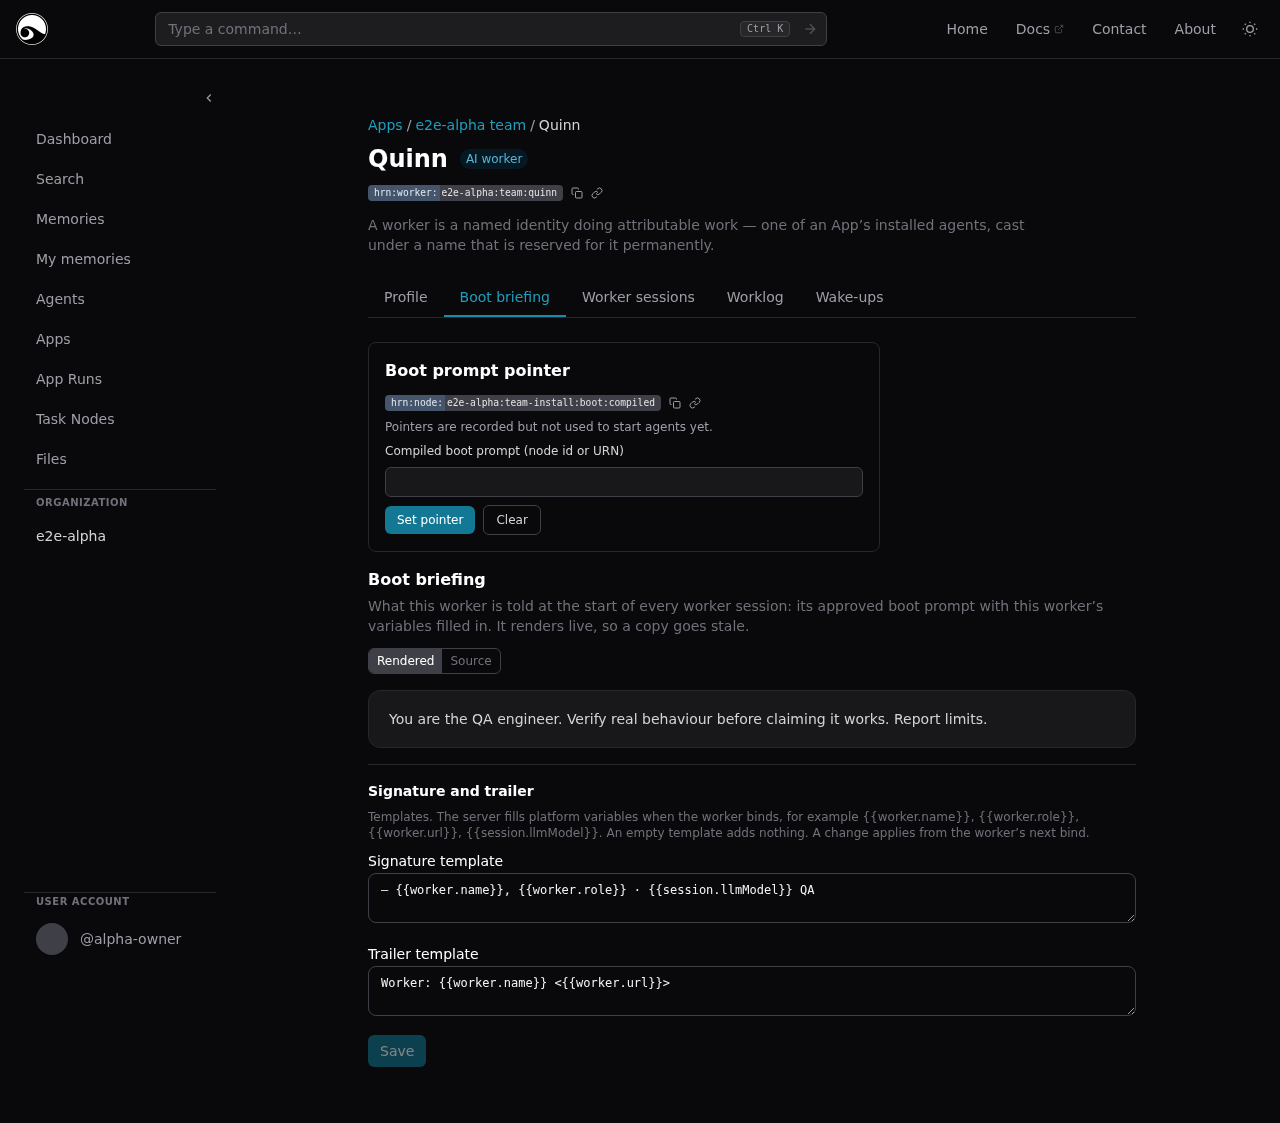 Type a command...
Ctrl K
Home
Docs
Contact
About
Dashboard
Search
Memories
My memories
Agents
Apps
App Runs
Task Nodes
Files
ORGANIZATION
e2e-alpha
USER ACCOUNT
@alpha-owner
Apps / e2e-alpha team / Quinn
Quinn
AI worker
hrn:worker:e2e-alpha:team:quinn
A worker is a named identity doing attributable work — one of an App’s installed agents, cast
under a name that is reserved for it permanently.
Profile
Boot briefing
Worker sessions
Worklog
Wake-ups
Boot prompt pointer
hrn:node:e2e-alpha:team-install:boot:compiled
Pointers are recorded but not used to start agents yet.
Compiled boot prompt (node id or URN)
Set pointer
Clear
Boot briefing
What this worker is told at the start of every worker session: its approved boot prompt with this worker’s
variables filled in. It renders live, so a copy goes stale.
Rendered
Source
You are the QA engineer. Verify real behaviour before claiming it works. Report limits.
Signature and trailer
Templates. The server fills platform variables when the worker binds, for example {{worker.name}}, {{worker.role}},
{{worker.url}}, {{session.llmModel}}. An empty template adds nothing. A change applies from the worker’s next bind.
Signature template
— {{worker.name}}, {{worker.role}} · {{session.llmModel}} QA
Trailer template
Worker: {{worker.name}} <{{worker.url}}>
Save